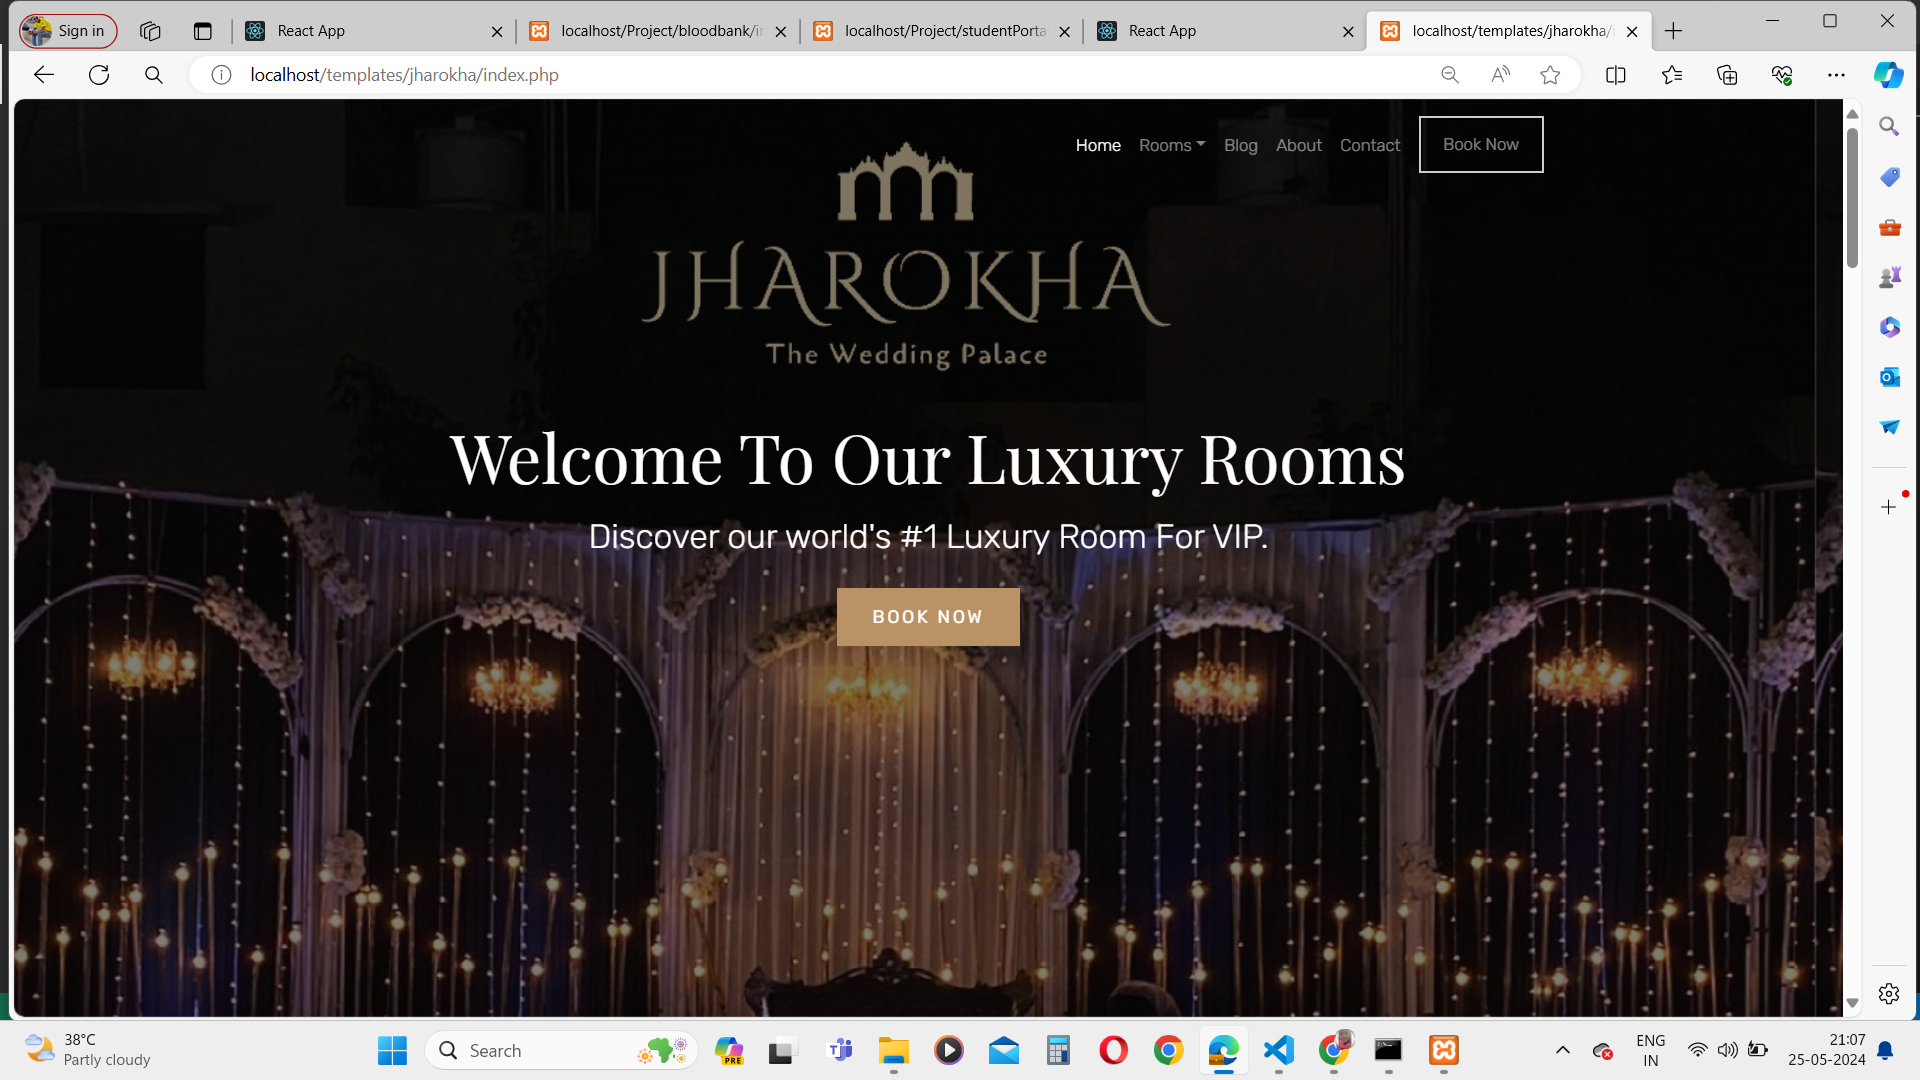 Sign in
React App
localhost/Project/bloodbank/in
localhost/Project/studentPorta
React App
localhost/templates/jharokha/i
localhost/templates/jharokha/index.php
Home Rooms Blog About Contact Book Now
JHAROKHA
The Wedding Palace
Welcome To Our Luxury Rooms
Discover our world's #1 Luxury Room For VIP.
BOOK NOW
38°C
Partly cloudy
Search
PRE
ENG
IN
21:07
25-05-2024